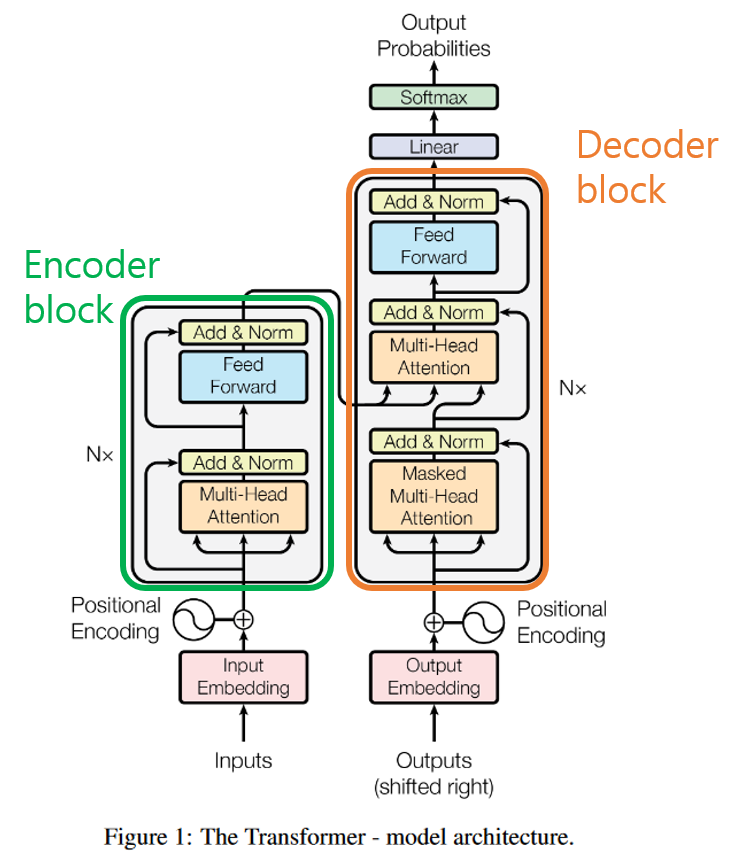 Output
Probabilities
Softmax
Linear
Decoder
block
Add & Norm
Feed
Forward
Add & Norm
Multi-Head
Attention
Nx
Add & Norm
Masked
Multi-Head
Attention
Encoder
block
Add & Norm
Feed
Forward
Nx
Add & Norm
Multi-Head
Attention
Positional
Encoding
Positional
Encoding
Input
Embedding
Output
Embedding
Inputs
Outputs
(shifted right)
Figure 1: The Transformer - model architecture.